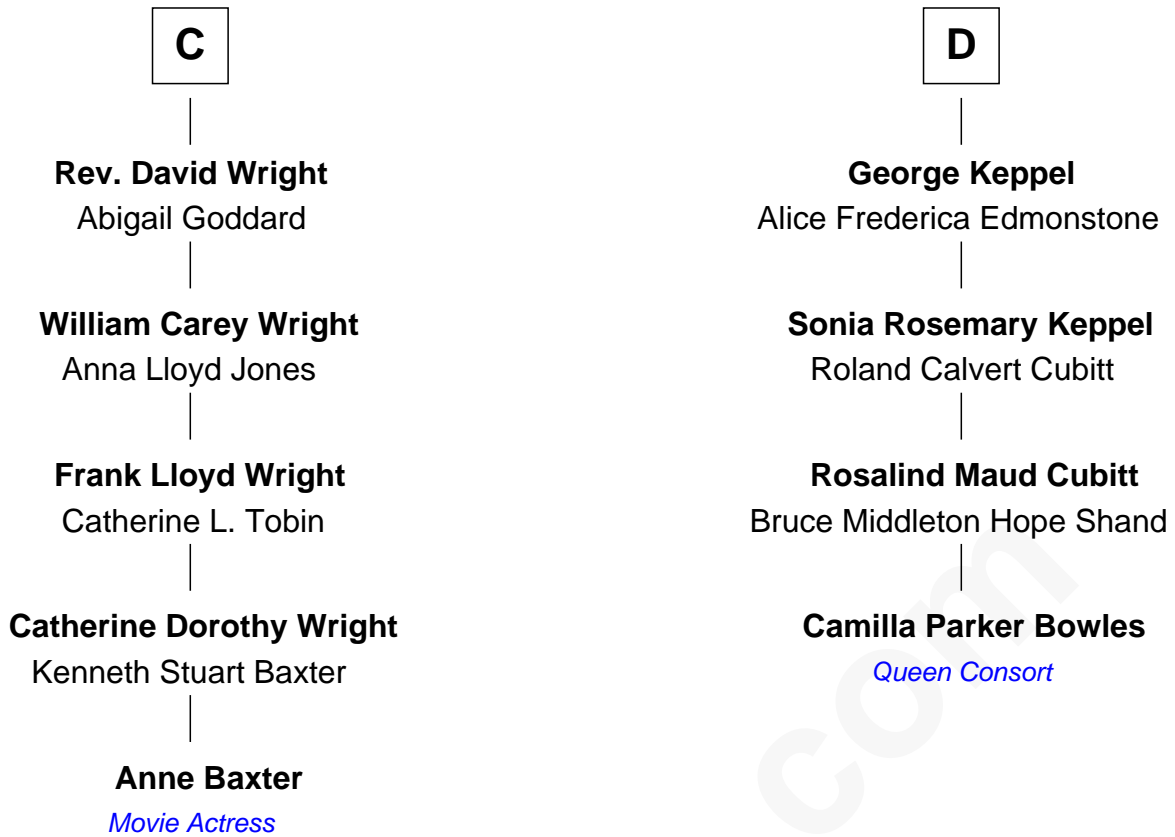 C
Rev. David Wright
Abigail Goddard
William Carey Wright
Anna Lloyd Jones
Frank Lloyd Wright
Catherine L. Tobin
Catherine Dorothy Wright
Kenneth Stuart Baxter
Anne Baxter
Movie Actress
D
George Keppel
Alice Frederica Edmonstone
Sonia Rosemary Keppel
Roland Calvert Cubitt
Rosalind Maud Cubitt
Bruce Middleton Hope Shand
Camilla Parker Bowles
Queen Consort
com